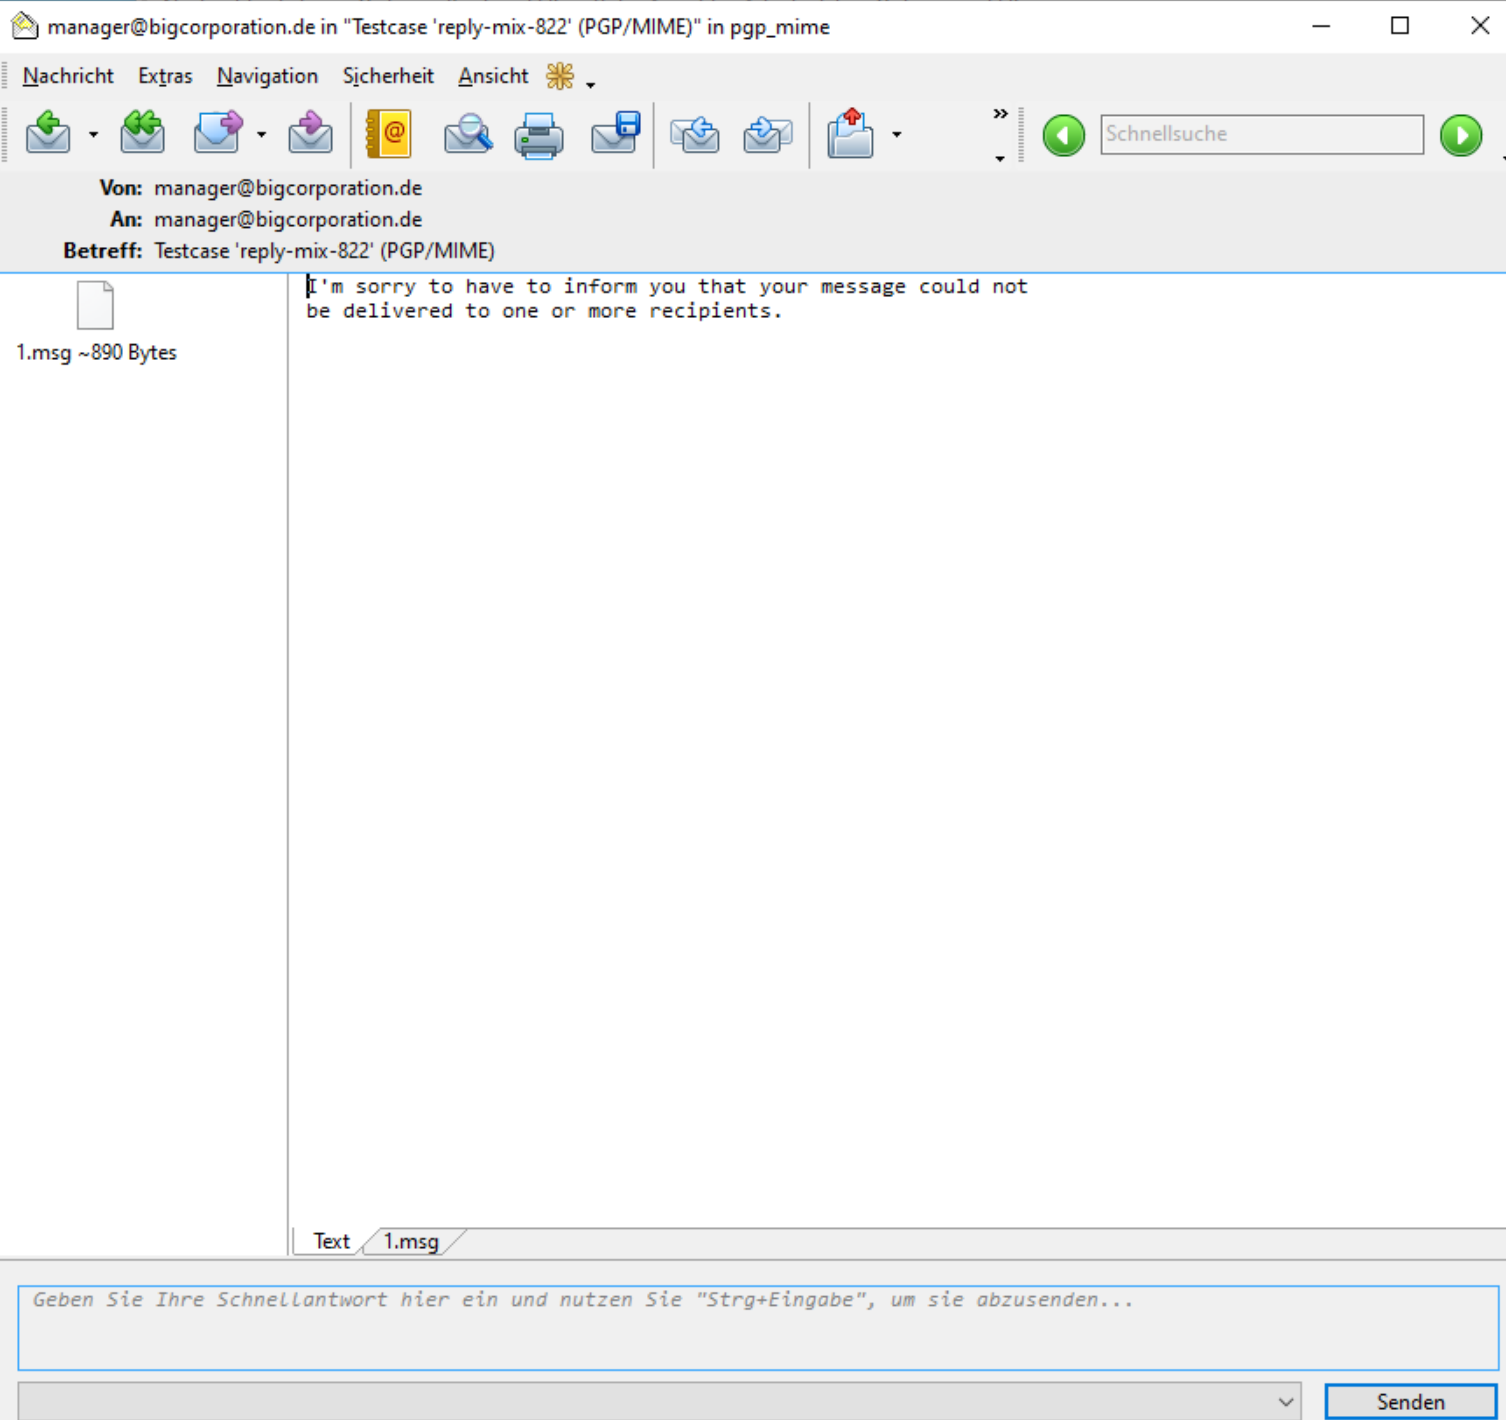 manager@bigcorporation.de in "Testcase 'reply-mix-822' (PGP/MIME)" in pgp_mime
Nachricht Extras Navigation Sicherheit Ansicht
@
Schnellsuche
Von: manager@bigcorporation.de
An: manager@bigcorporation.de
Betreff: Testcase 'reply-mix-822' (PGP/MIME)
1.msg ~890 Bytes
I'm sorry to have to inform you that your message could not
be delivered to one or more recipients.
Text 1.msg
Geben Sie Ihre Schnellantwort hier ein und nutzen Sie "Strg+Eingabe", um sie abzusenden...
Senden